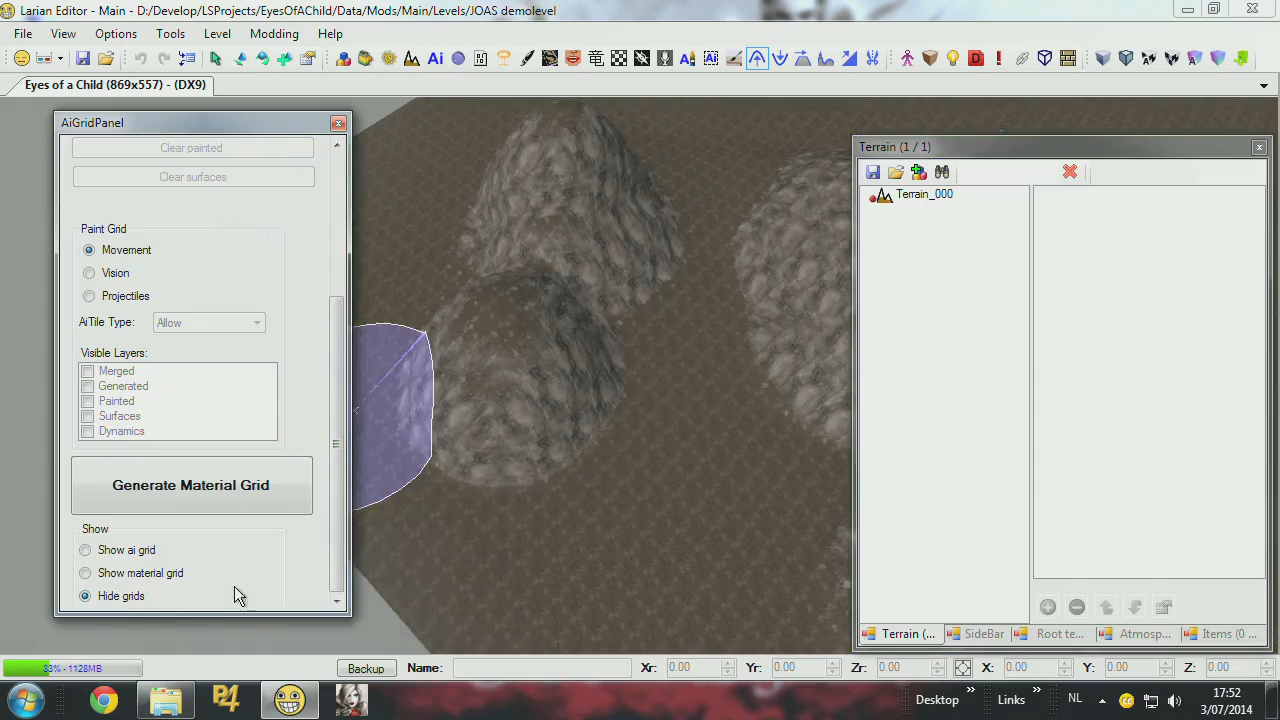 Larian Editor - Main - D:/Develop/LSProjects/EyesOfAChild/Data/Mods/Main/Levels/JOAS demolevel
File View Options Tools Level Modding Help
Eyes of a Child (869x557) - (DX9)
AiGridPanel
Clear painted
Clear surfaces
Paint Grid
Movement
Vision
Projectiles
AiTile Type: Allow
Visible Layers:
Merged
Generated
Painted
Surfaces
Dynamics
Generate Material Grid
Show
Show ai grid
Show material grid
Hide grids
Terrain (1 / 1)
Terrain_000
Terrain (... SideBar Root te... Atmosp... Items (0 ...
33% - 1128MB Backup Name: Xr: 0.00 Yr: 0.00 Zr: 0.00 X: 0.00 Y: 0.00 Z: 0.00
Desktop » Links » NL 17:52
3/07/2014